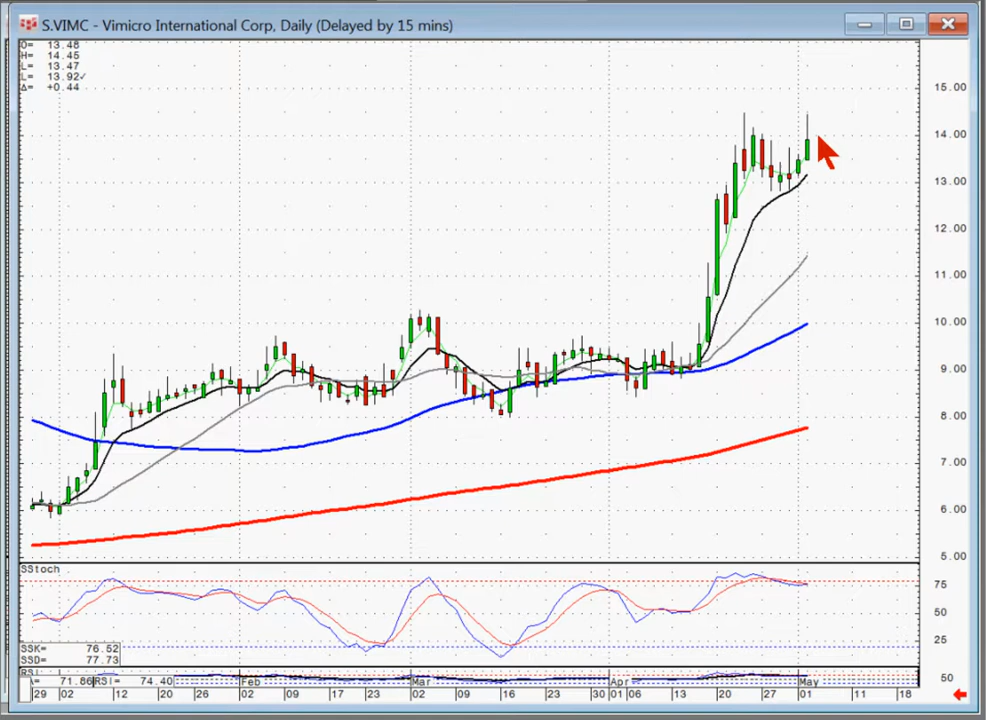 S.VIMC - Vimicro International Corp, Daily (Delayed by 15 mins)
O= 13.48
H= 14.45
L= 13.47
L= 13.92✓
Δ= +0.44
15.00
14.00
13.00
12.00
11.00
10.00
9.00
8.00
7.00
6.00
5.00
SStoch
75
50
25
SSK= 76.52
SSD= 77.73
RSI
71.86 RSI= 74.40
50
Feb Mar Apr May
29 02 12 20 26 02 09 17 23 02 09 16 23 30 01 06 13 20 27 01 11 18